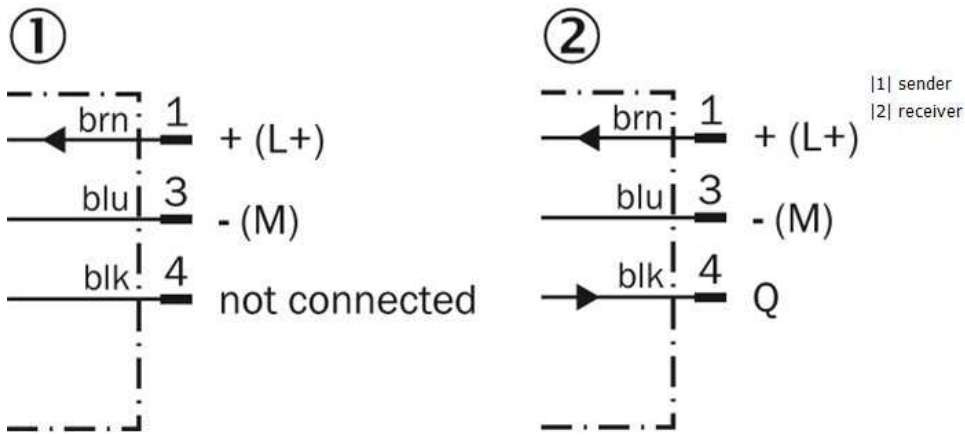 ①
brn 1 + (L+)
blu 3 - (M)
blk 4 not connected
②
brn 1 + (L+)
blu 3 - (M)
blk 4 Q
|1| sender
|2| receiver